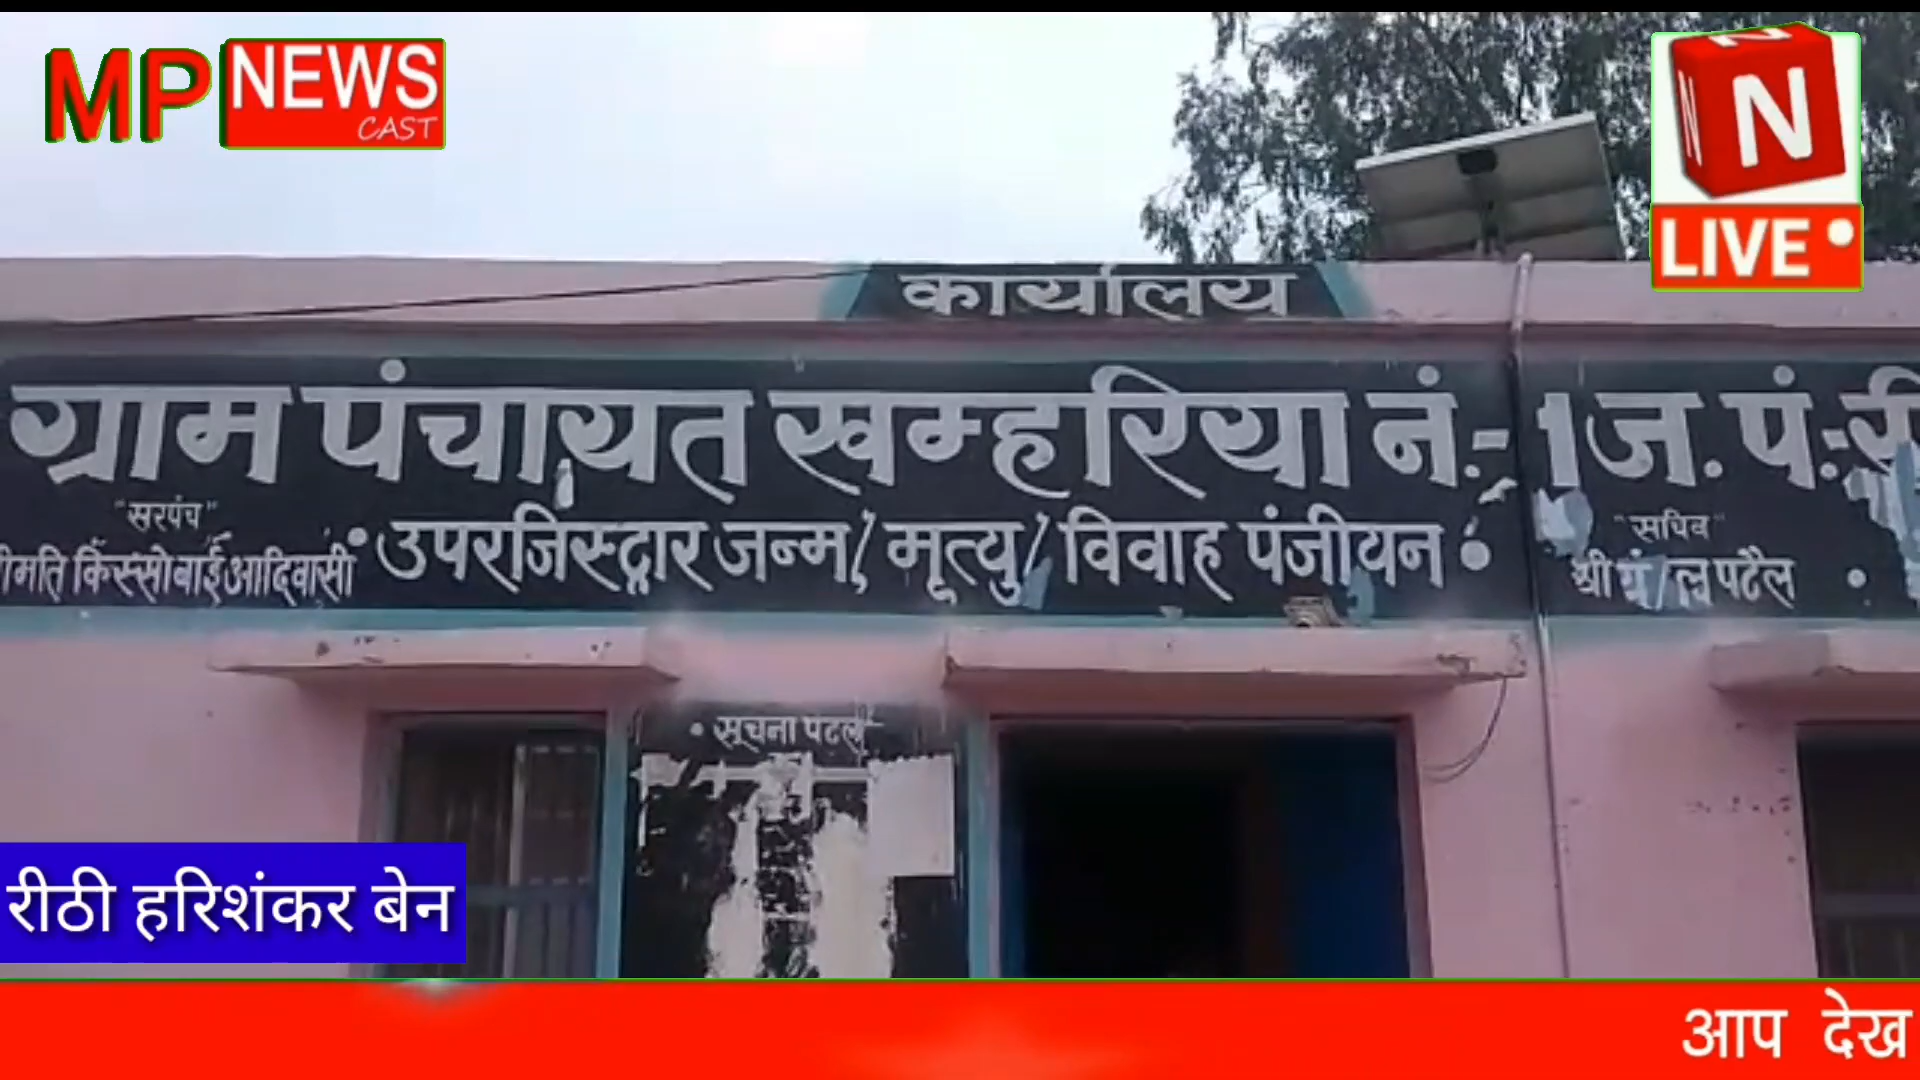 MP NEWS
CAST
N N N
LIVE
कार्यालय
ग्राम पंचायत खम्हरिया नं.- 1 ज. पं.-
"सरपंच"
किस्सोबाई आदिवासी
• उपरजिस्ट्रार जन्म/ मृत्यु/ विवाह पंजीयन •
"सचिव"
श्री पटैल •
• सूचना पटल
रीठी हरिशंकर बेन
आप देख